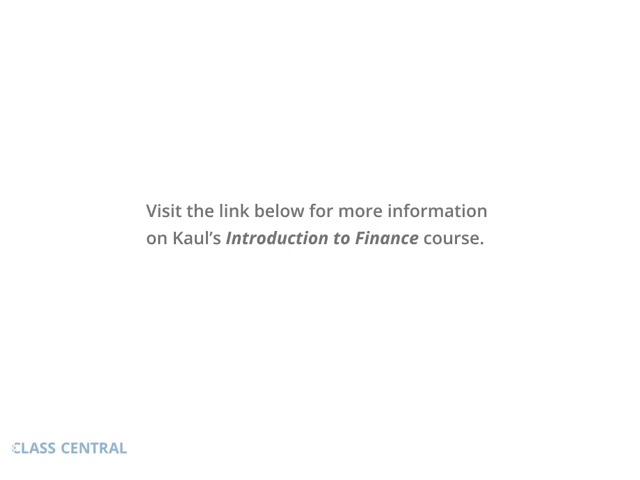 Visit the link below for more information
on Kaul’s Introduction to Finance course.
CLASS CENTRAL